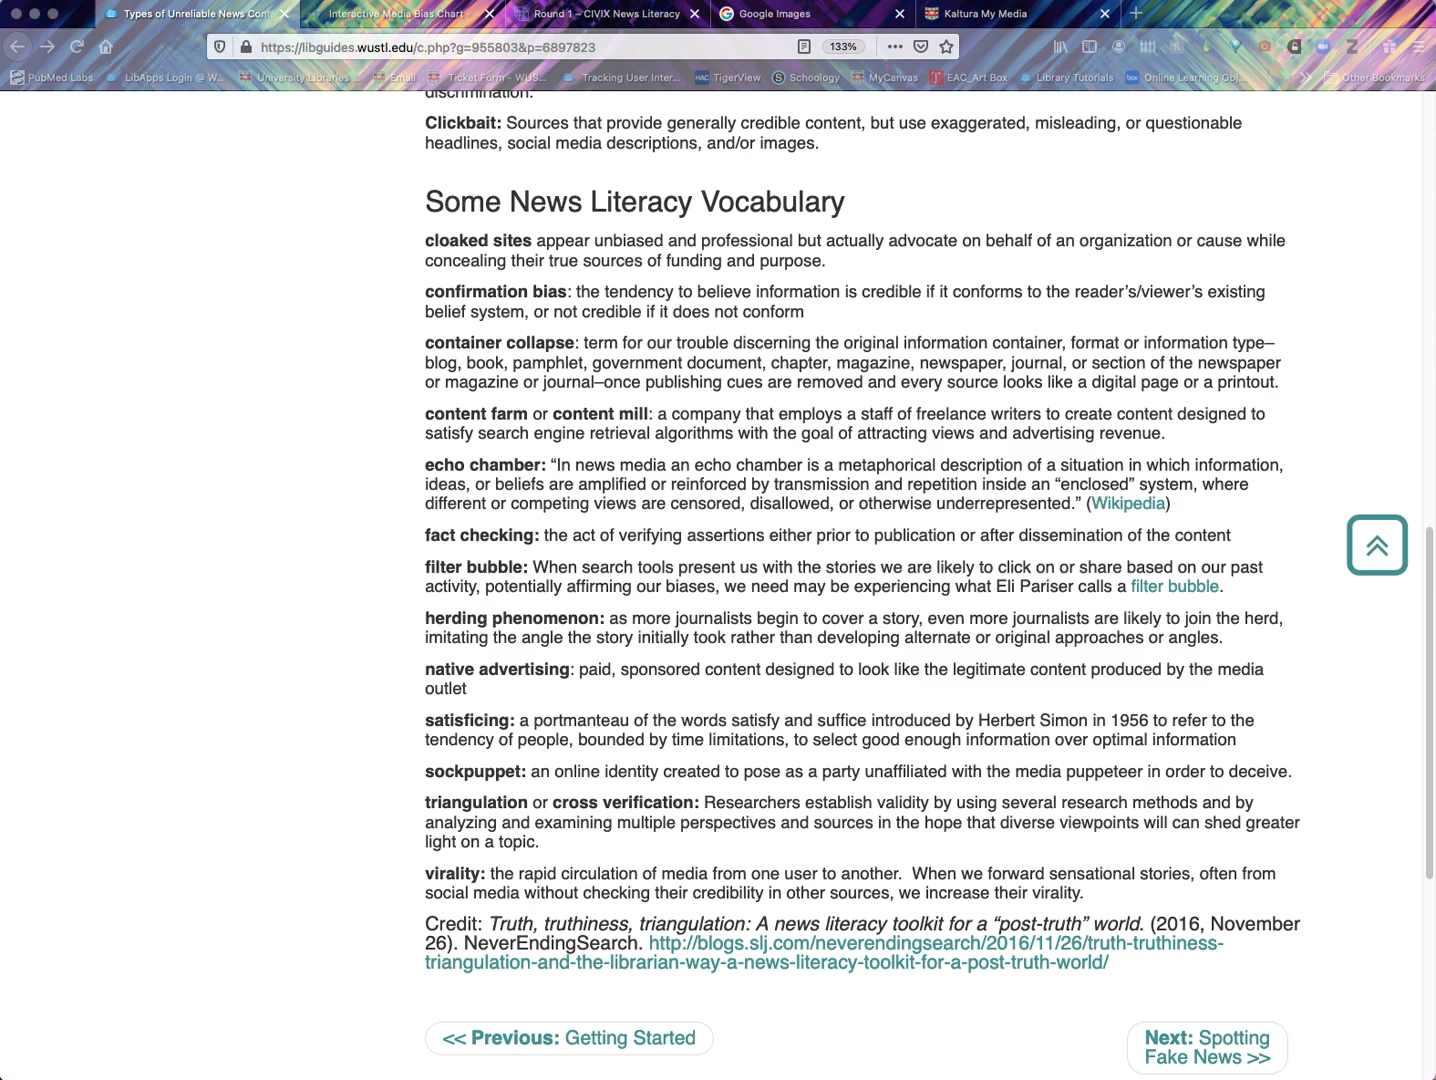 Types of Unreliable News Cont
Interactive Media Bias Chart -
Round 1 – CIVIX News Literacy
Google Images
Kaltura My Media
https://libguides.wustl.edu/c.php?g=955803&p=6897823
133%
PubMed Labs
LibApps Login @ W...
University Libraries...
Email
Ticket Form - WUS...
Tracking User Inter...
TigerView
Schoology
MyCanvas
EAC_Art Box
Library Tutorials
Online Learning Obj...
Other Bookmarks
discrimination.
Clickbait: Sources that provide generally credible content, but use exaggerated, misleading, or questionable
headlines, social media descriptions, and/or images.
Some News Literacy Vocabulary
cloaked sites appear unbiased and professional but actually advocate on behalf of an organization or cause while
concealing their true sources of funding and purpose.
confirmation bias: the tendency to believe information is credible if it conforms to the reader’s/viewer’s existing
belief system, or not credible if it does not conform
container collapse: term for our trouble discerning the original information container, format or information type–
blog, book, pamphlet, government document, chapter, magazine, newspaper, journal, or section of the newspaper
or magazine or journal–once publishing cues are removed and every source looks like a digital page or a printout.
content farm or content mill: a company that employs a staff of freelance writers to create content designed to
satisfy search engine retrieval algorithms with the goal of attracting views and advertising revenue.
echo chamber: “In news media an echo chamber is a metaphorical description of a situation in which information,
ideas, or beliefs are amplified or reinforced by transmission and repetition inside an “enclosed” system, where
different or competing views are censored, disallowed, or otherwise underrepresented.” (Wikipedia)
fact checking: the act of verifying assertions either prior to publication or after dissemination of the content
filter bubble: When search tools present us with the stories we are likely to click on or share based on our past
activity, potentially affirming our biases, we need may be experiencing what Eli Pariser calls a filter bubble.
herding phenomenon: as more journalists begin to cover a story, even more journalists are likely to join the herd,
imitating the angle the story initially took rather than developing alternate or original approaches or angles.
native advertising: paid, sponsored content designed to look like the legitimate content produced by the media
outlet
satisficing: a portmanteau of the words satisfy and suffice introduced by Herbert Simon in 1956 to refer to the
tendency of people, bounded by time limitations, to select good enough information over optimal information
sockpuppet: an online identity created to pose as a party unaffiliated with the media puppeteer in order to deceive.
triangulation or cross verification: Researchers establish validity by using several research methods and by
analyzing and examining multiple perspectives and sources in the hope that diverse viewpoints will can shed greater
light on a topic.
virality: the rapid circulation of media from one user to another.  When we forward sensational stories, often from
social media without checking their credibility in other sources, we increase their virality.
Credit: Truth, truthiness, triangulation: A news literacy toolkit for a “post-truth” world. (2016, November
26). NeverEndingSearch. http://blogs.slj.com/neverendingsearch/2016/11/26/truth-truthiness-
triangulation-and-the-librarian-way-a-news-literacy-toolkit-for-a-post-truth-world/
<< Previous: Getting Started
Next: Spotting
Fake News >>